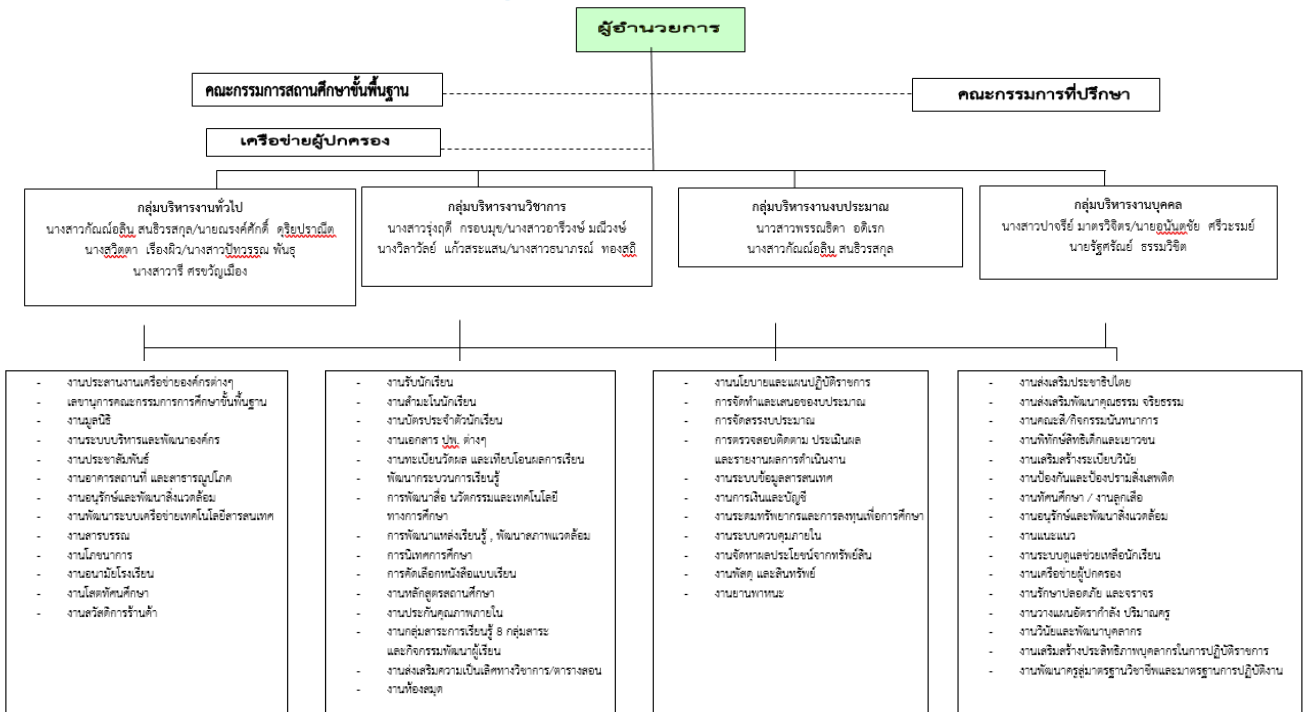 ผู้อำนวยการ
คณะกรรมการสถานศึกษาขั้นพื้นฐาน
คณะกรรมการที่ปรึกษา
เครือข่ายผู้ปกครอง
กลุ่มบริหารงานทั่วไป
นางสาวกัณณ์อลิน สนธิวรสกุล/นายณรงค์ศักดิ์ ดุริยปราณีต
นางสวิตตา เรืองผิว/นางสาวปัทวรรณ พันธุ
นางสาวารี ศรขวัญเมือง
กลุ่มบริหารงานวิชาการ
นางสาวรุ่งฤดี กรอบมุข/นางสาวอารีวงษ์ มณีวงษ์
นางวิลาวัลย์ แก้วสระแสน/นางสาวธนาภรณ์ ทองสุถิ
กลุ่มบริหารงานงบประมาณ
นาวสาวพรรณธิดา อดิเรก
นางสาวกัณณ์อลิน สนธิวรสกุล
กลุ่มบริหารงานบุคคล
นางสาวปาจรีย์ มาตรวิจิตร/นายอนันตชัย ศรีวะรมย์
นายรัฐศรัณย์ ธรรมวิชิต
- งานประสานงานเครือข่ายองค์กรต่างๆ
- เลขานุการคณะกรรมการการศึกษาขั้นพื้นฐาน
- งานมูลนิธิ
- งานระบบบริหารและพัฒนาองค์กร
- งานประชาสัมพันธ์
- งานอาคารสถานที่ และสาธารณูปโภค
- งานอนุรักษ์และพัฒนาสิ่งแวดล้อม
- งานพัฒนาระบบเครือข่ายเทคโนโลยีสารสนเทศ
- งานสารบรรณ
- งานโภชนาการ
- งานอนามัยโรงเรียน
- งานโสตทัศนศึกษา
- งานสวัสดิการร้านค้า
- งานรับนักเรียน
- งานสำมะโนนักเรียน
- งานบัตรประจำตัวนักเรียน
- งานเอกสาร ปพ. ต่างๆ
- งานทะเบียนวัดผล และเทียบโอนผลการเรียน
- พัฒนากระบวนการเรียนรู้
- การพัฒนาสื่อ นวัตกรรมและเทคโนโลยี
ทางการศึกษา
- การพัฒนาแหล่งเรียนรู้ , พัฒนาสภาพแวดล้อม
- การนิเทศการศึกษา
- การคัดเลือกหนังสือแบบเรียน
- งานหลักสูตรสถานศึกษา
- งานประกันคุณภาพภายใน
- งานกลุ่มสาระการเรียนรู้ 8 กลุ่มสาระ
และกิจกรรมพัฒนาผู้เรียน
- งานส่งเสริมความเป็นเลิศทางวิชาการ/ตารางสอน
- งานห้องสมุด
- งานนโยบายและแผนปฏิบัติราชการ
- การจัดทำและเสนอของบประมาณ
- การจัดสรรงบประมาณ
- การตรวจสอบติดตาม ประเมินผล
และรายงานผลการดำเนินงาน
- งานระบบข้อมูลสารสนเทศ
- งานการเงินและบัญชี
- งานระดมทรัพยากรและการลงทุนเพื่อการศึกษา
- งานระบบควบคุมภายใน
- งานจัดหาผลประโยชน์จากทรัพย์สิน
- งานพัสดุ และสินทรัพย์
- งานยานพาหนะ
- งานส่งเสริมประชาธิปไตย
- งานส่งเสริมพัฒนาคุณธรรม จริยธรรม
- งานคณะสี/กิจกรรมนันทนาการ
- งานพิทักษ์สิทธิเด็กและเยาวชน
- งานเสริมสร้างระเบียบวินัย
- งานป้องกันและป้องปรามสิ่งเสพติด
- งานทัศนศึกษา / งานลูกเสือ
- งานอนุรักษ์และพัฒนาสิ่งแวดล้อม
- งานแนะแนว
- งานระบบดูแลช่วยเหลือนักเรียน
- งานเครือข่ายผู้ปกครอง
- งานรักษาปลอดภัย และจราจร
- งานวางแผนอัตรากำลัง ปริมาณครู
- งานวินัยและพัฒนาบุคลากร
- งานเสริมสร้างประสิทธิภาพบุคลากรในการปฏิบัติราชการ
- งานพัฒนาครูสู่มาตรฐานวิชาชีพและมาตรฐานการปฏิบัติงาน